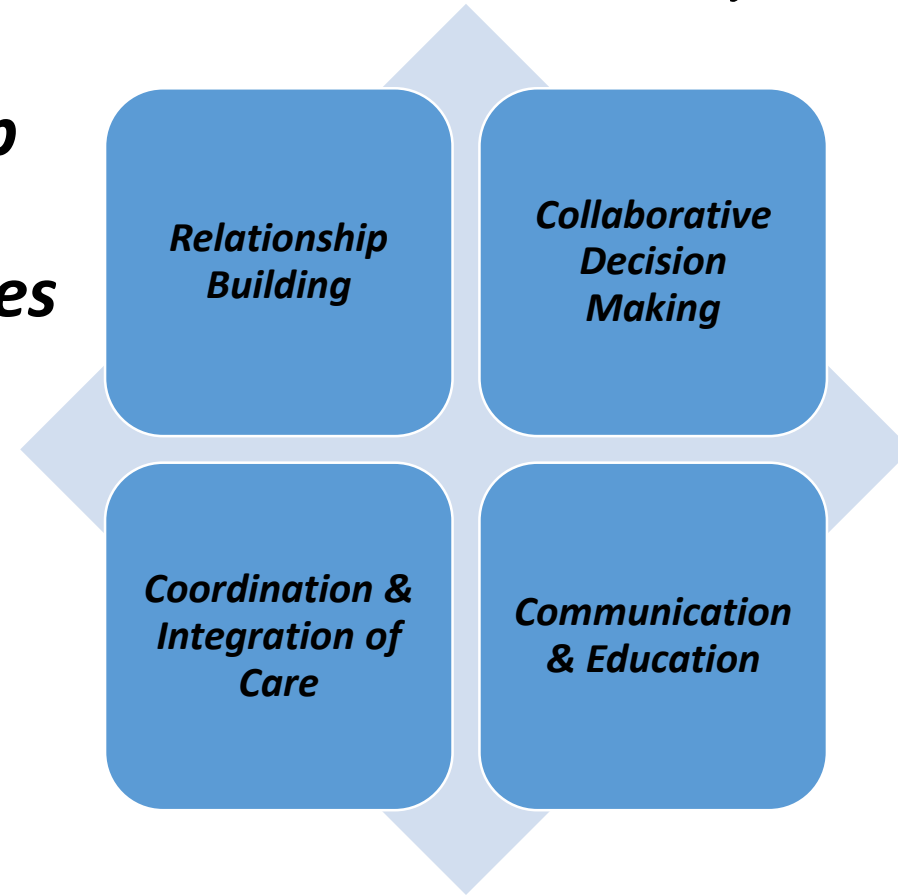 Relationship
Building
Collaborative
Decision
Making
Coordination &
Integration of
Care
Communication
& Education